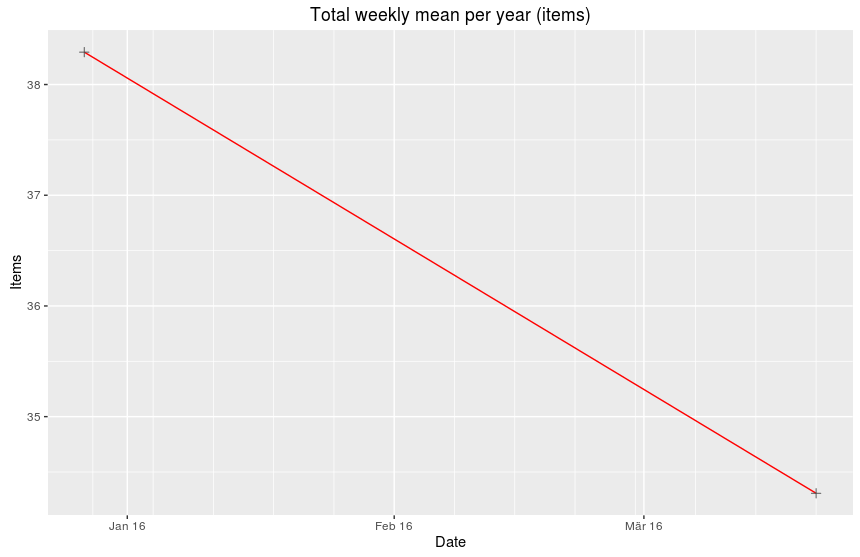 Total weekly mean per year (items)
38
37
36
35
Items
Jan 16
Feb 16
Mär 16
Date